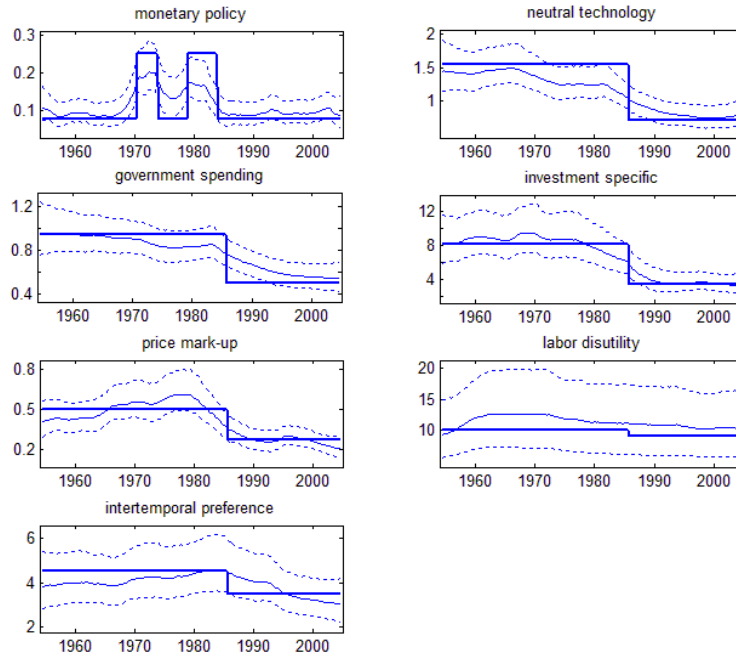 monetary policy
0.3
0.2
0.1
1960 1970 1980 1990 2000
neutral technology
2
1.5
1
1960 1970 1980 1990 2000
government spending
1.2
0.8
0.4
1960 1970 1980 1990 2000
investment specific
12
8
4
1960 1970 1980 1990 2000
price mark-up
0.8
0.5
0.2
1960 1970 1980 1990 2000
labor disutility
20
15
10
1960 1970 1980 1990 2000
intertemporal preference
6
4
2
1960 1970 1980 1990 2000